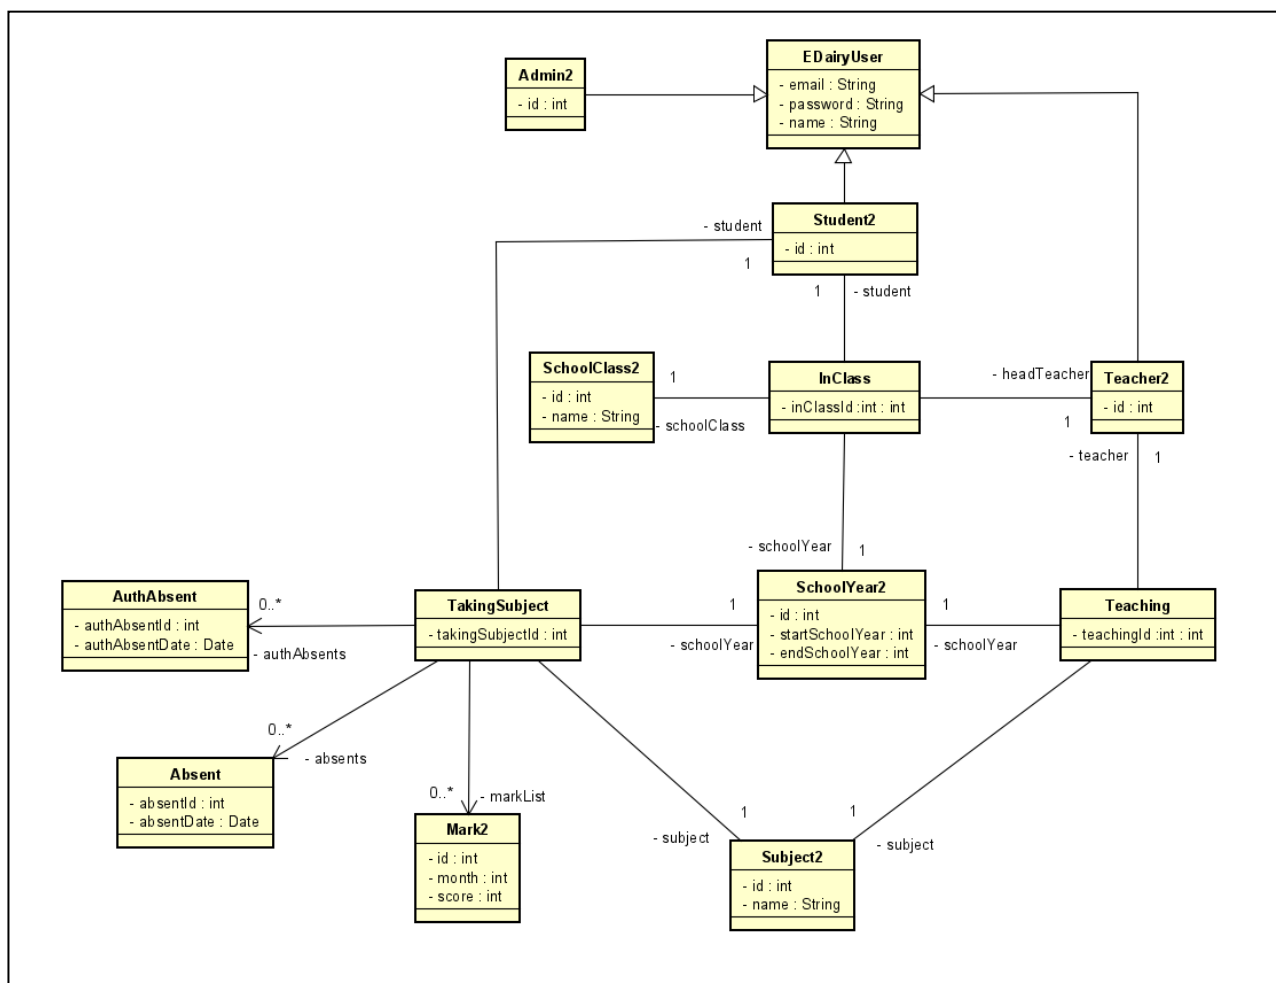 EDairyUser
- email : String
- password : String
- name : String
Admin2
- id : int
Student2
- id : int
- student
1
1
- student
SchoolClass2
- id : int
- name : String
1
- schoolClass
InClass
- inClassId :int : int
- headTeacher
1
Teacher2
- id : int
- teacher
1
- schoolYear
1
AuthAbsent
- authAbsentId : int
- authAbsentDate : Date
0..*
- authAbsents
TakingSubject
- takingSubjectId : int
1
- schoolYear
SchoolYear2
- id : int
- startSchoolYear : int
- endSchoolYear : int
1
- schoolYear
Teaching
- teachingId :int : int
0..*
- absents
Absent
- absentId : int
- absentDate : Date
0..*
- markList
Mark2
- id : int
- month : int
- score : int
1
- subject
1
- subject
Subject2
- id : int
- name : String